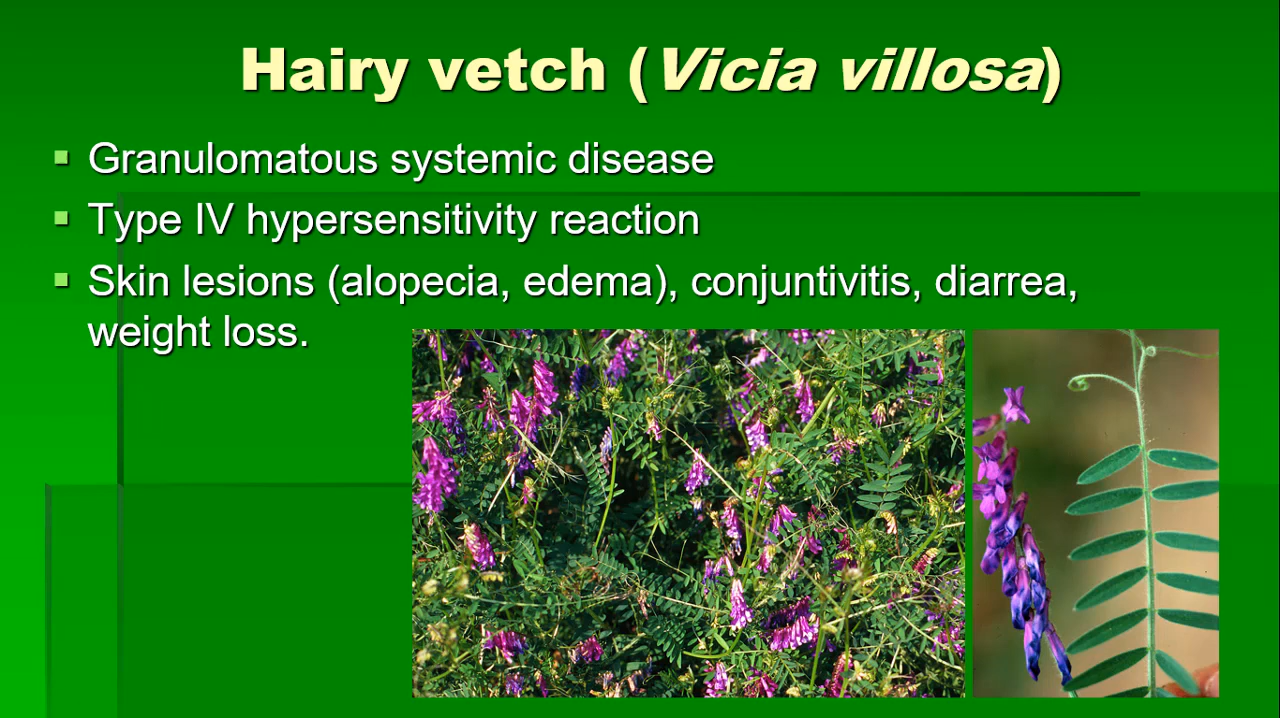 Hairy vetch (Vicia villosa)
Granulomatous systemic disease
Type IV hypersensitivity reaction
Skin lesions (alopecia, edema), conjuntivitis, diarrea,
weight loss.